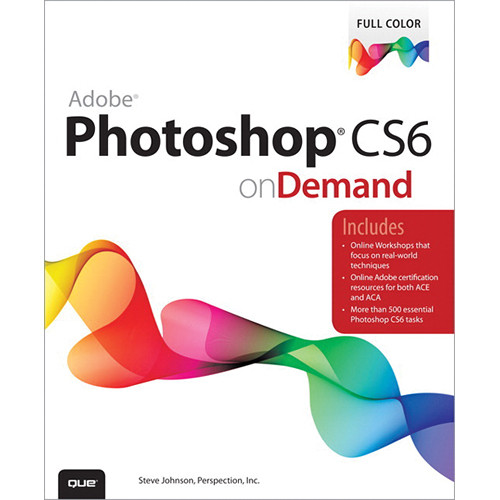 FULL COLOR
Adobe®
Photoshop® CS6
onDemand
Includes
• Online Workshops that
focus on real-world
techniques
• Online Adobe certification
resources for both ACE
and ACA
• More than 500 essential
Photoshop CS6 tasks
QUE®
Steve Johnson, Perspection, Inc.